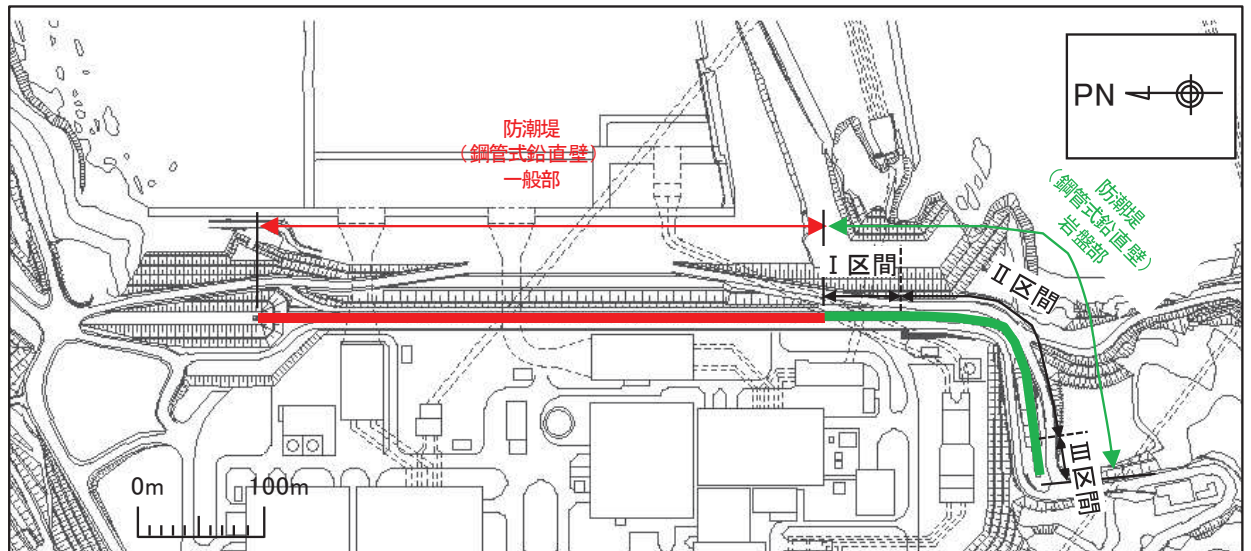 PN
防潮堤
(鋼管式鉛直壁)
一般部
防潮堤
(鋼管式鉛直壁)
岩盤部
Ⅰ区間
Ⅱ区間
Ⅲ区間
0m
100m